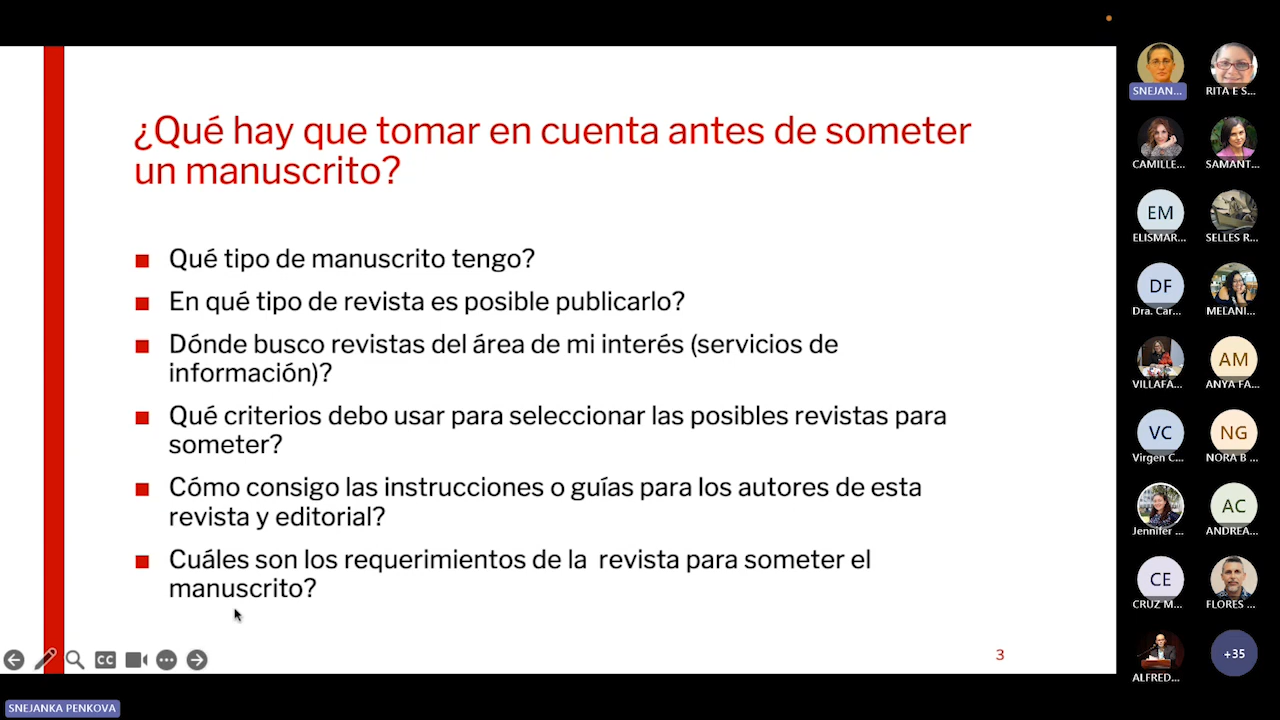 ¿Qué hay que tomar en cuenta antes de someter
un manuscrito?
Qué tipo de manuscrito tengo?
En qué tipo de revista es posible publicarlo?
Dónde busco revistas del área de mi interés (servicios de
información)?
Qué criterios debo usar para seleccionar las posibles revistas para
someter?
Cómo consigo las instrucciones o guías para los autores de esta
revista y editorial?
Cuáles son los requerimientos de la  revista para someter el
manuscrito?
3
CC
SNEJANKA PENKOVA
SNEJAN...
RITA E S...
CAMILLE...
SAMANT...
EM
ELISMAR...
SELLES R...
DF
Dra. Car...
MELANI...
VILLAFA...
AM
ANYA FA...
VC
Virgen C...
NG
NORA B ...
Jennifer ...
AC
ANDREA...
CE
CRUZ M...
FLORES ...
ALFRED...
+35